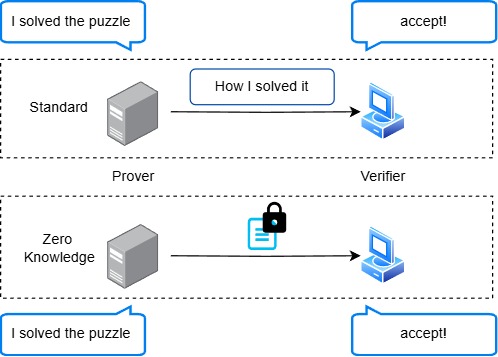 I solved the puzzle
accept!
How I solved it
Standard
Prover
Verifier
Zero
Knowledge
I solved the puzzle
accept!